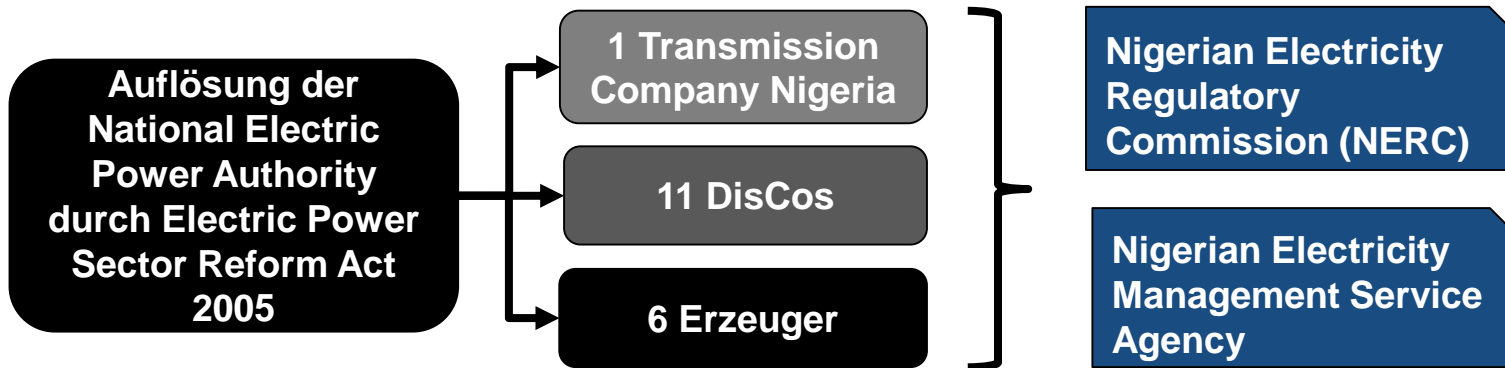 Auflösung der
National Electric
Power Authority
durch Electric Power
Sector Reform Act
2005
1 Transmission
Company Nigeria
11 DisCos
6 Erzeuger
Nigerian Electricity
Regulatory
Commission (NERC)
Nigerian Electricity
Management Service
Agency